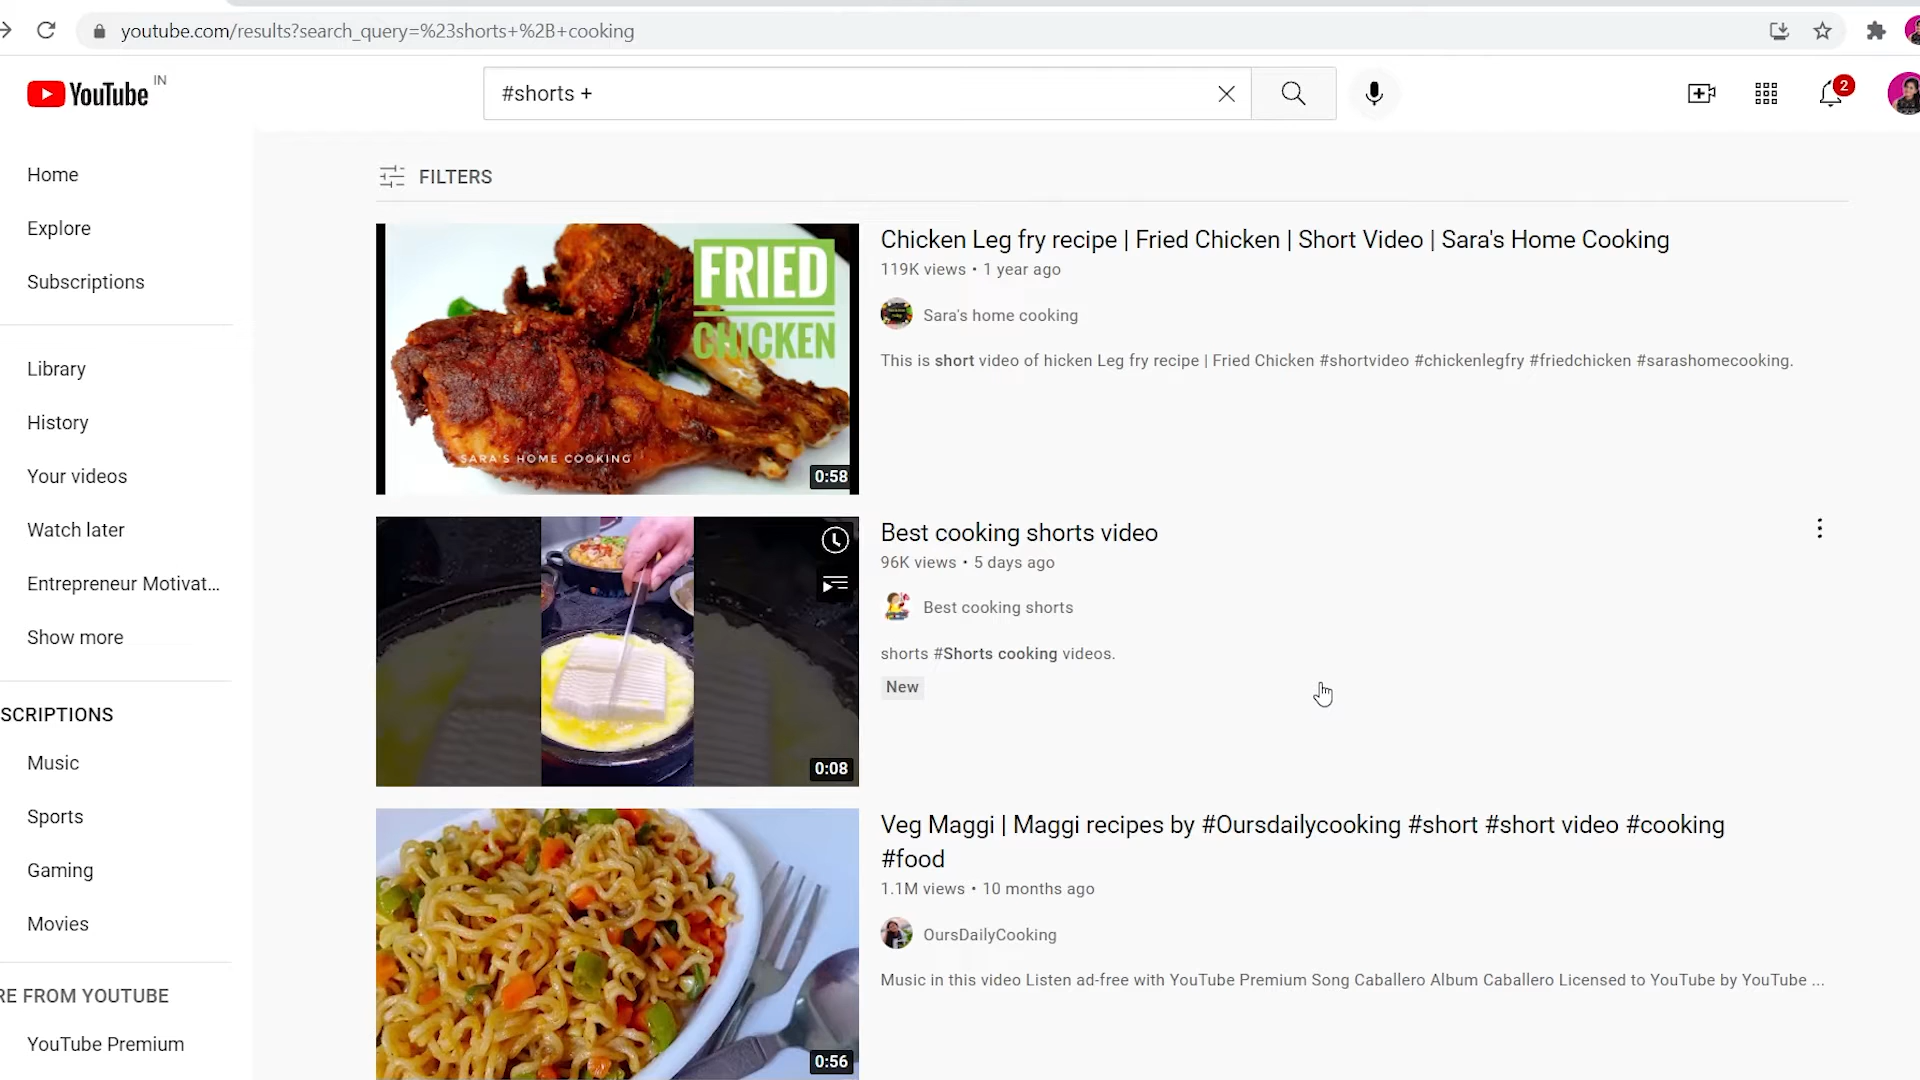 youtube.com/results?search_query=%23shorts+%2B+cooking
YouTube IN
#shorts +
2
Home
Explore
Subscriptions
Library
History
Your videos
Watch later
Entrepreneur Motivat...
Show more
SCRIPTIONS
Music
Sports
Gaming
Movies
RE FROM YOUTUBE
YouTube Premium
FILTERS
FRIED
CHICKEN
SARA'S HOME COOKING
0:58
Chicken Leg fry recipe | Fried Chicken | Short Video | Sara's Home Cooking
119K views • 1 year ago
Sara's home cooking
This is short video of hicken Leg fry recipe | Fried Chicken #shortvideo #chickenlegfry #friedchicken #sarashomecooking.
0:08
Best cooking shorts video
96K views • 5 days ago
Best cooking shorts
shorts #Shorts cooking videos.
New
0:56
Veg Maggi | Maggi recipes by #Oursdailycooking #short #short video #cooking
#food
1.1M views • 10 months ago
OursDailyCooking
Music in this video Listen ad-free with YouTube Premium Song Caballero Album Caballero Licensed to YouTube by YouTube ...